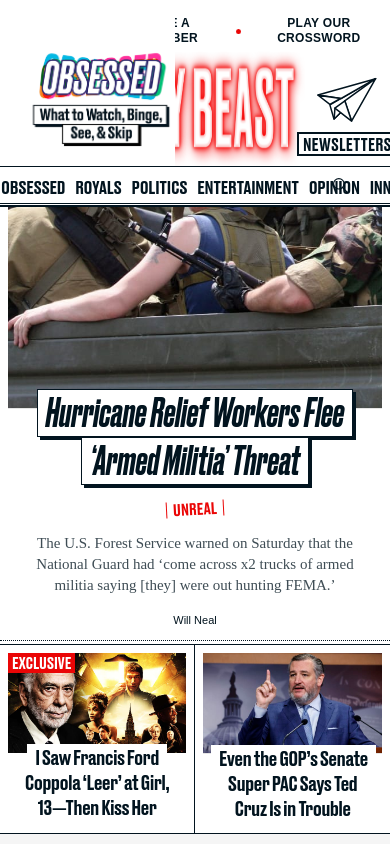 E A
BER
PLAY OUR
CROSSWORD
OBSESSED
What to Watch, Binge,
See, & Skip
Y BEAST
NEWSLETTERS
OBSESSED ROYALS POLITICS ENTERTAINMENT OPINION INN
Hurricane Relief Workers Flee
‘Armed Militia’ Threat
UNREAL
The U.S. Forest Service warned on Saturday that the
National Guard had ‘come across x2 trucks of armed
militia saying [they] were out hunting FEMA.’
Will Neal
EXCLUSIVE
I Saw Francis Ford
Coppola ‘Leer’ at Girl,
13—Then Kiss Her
Even the GOP’s Senate
Super PAC Says Ted
Cruz Is in Trouble